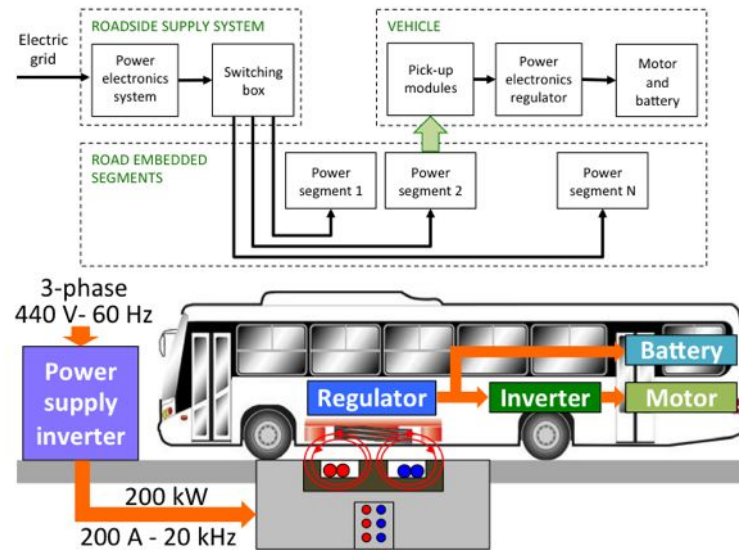 ROADSIDE SUPPLY SYSTEM
Electric
grid
Power
electronics
system
Switching
box
VEHICLE
Pick-up
modules
Power
electronics
regulator
Motor
and
battery
ROAD EMBEDDED
SEGMENTS
Power
segment 1
Power
segment 2
Power
segment N
3-phase
440 V- 60 Hz
Power
supply
inverter
Battery
Regulator
Inverter
Motor
200 kW
200 A - 20 kHz